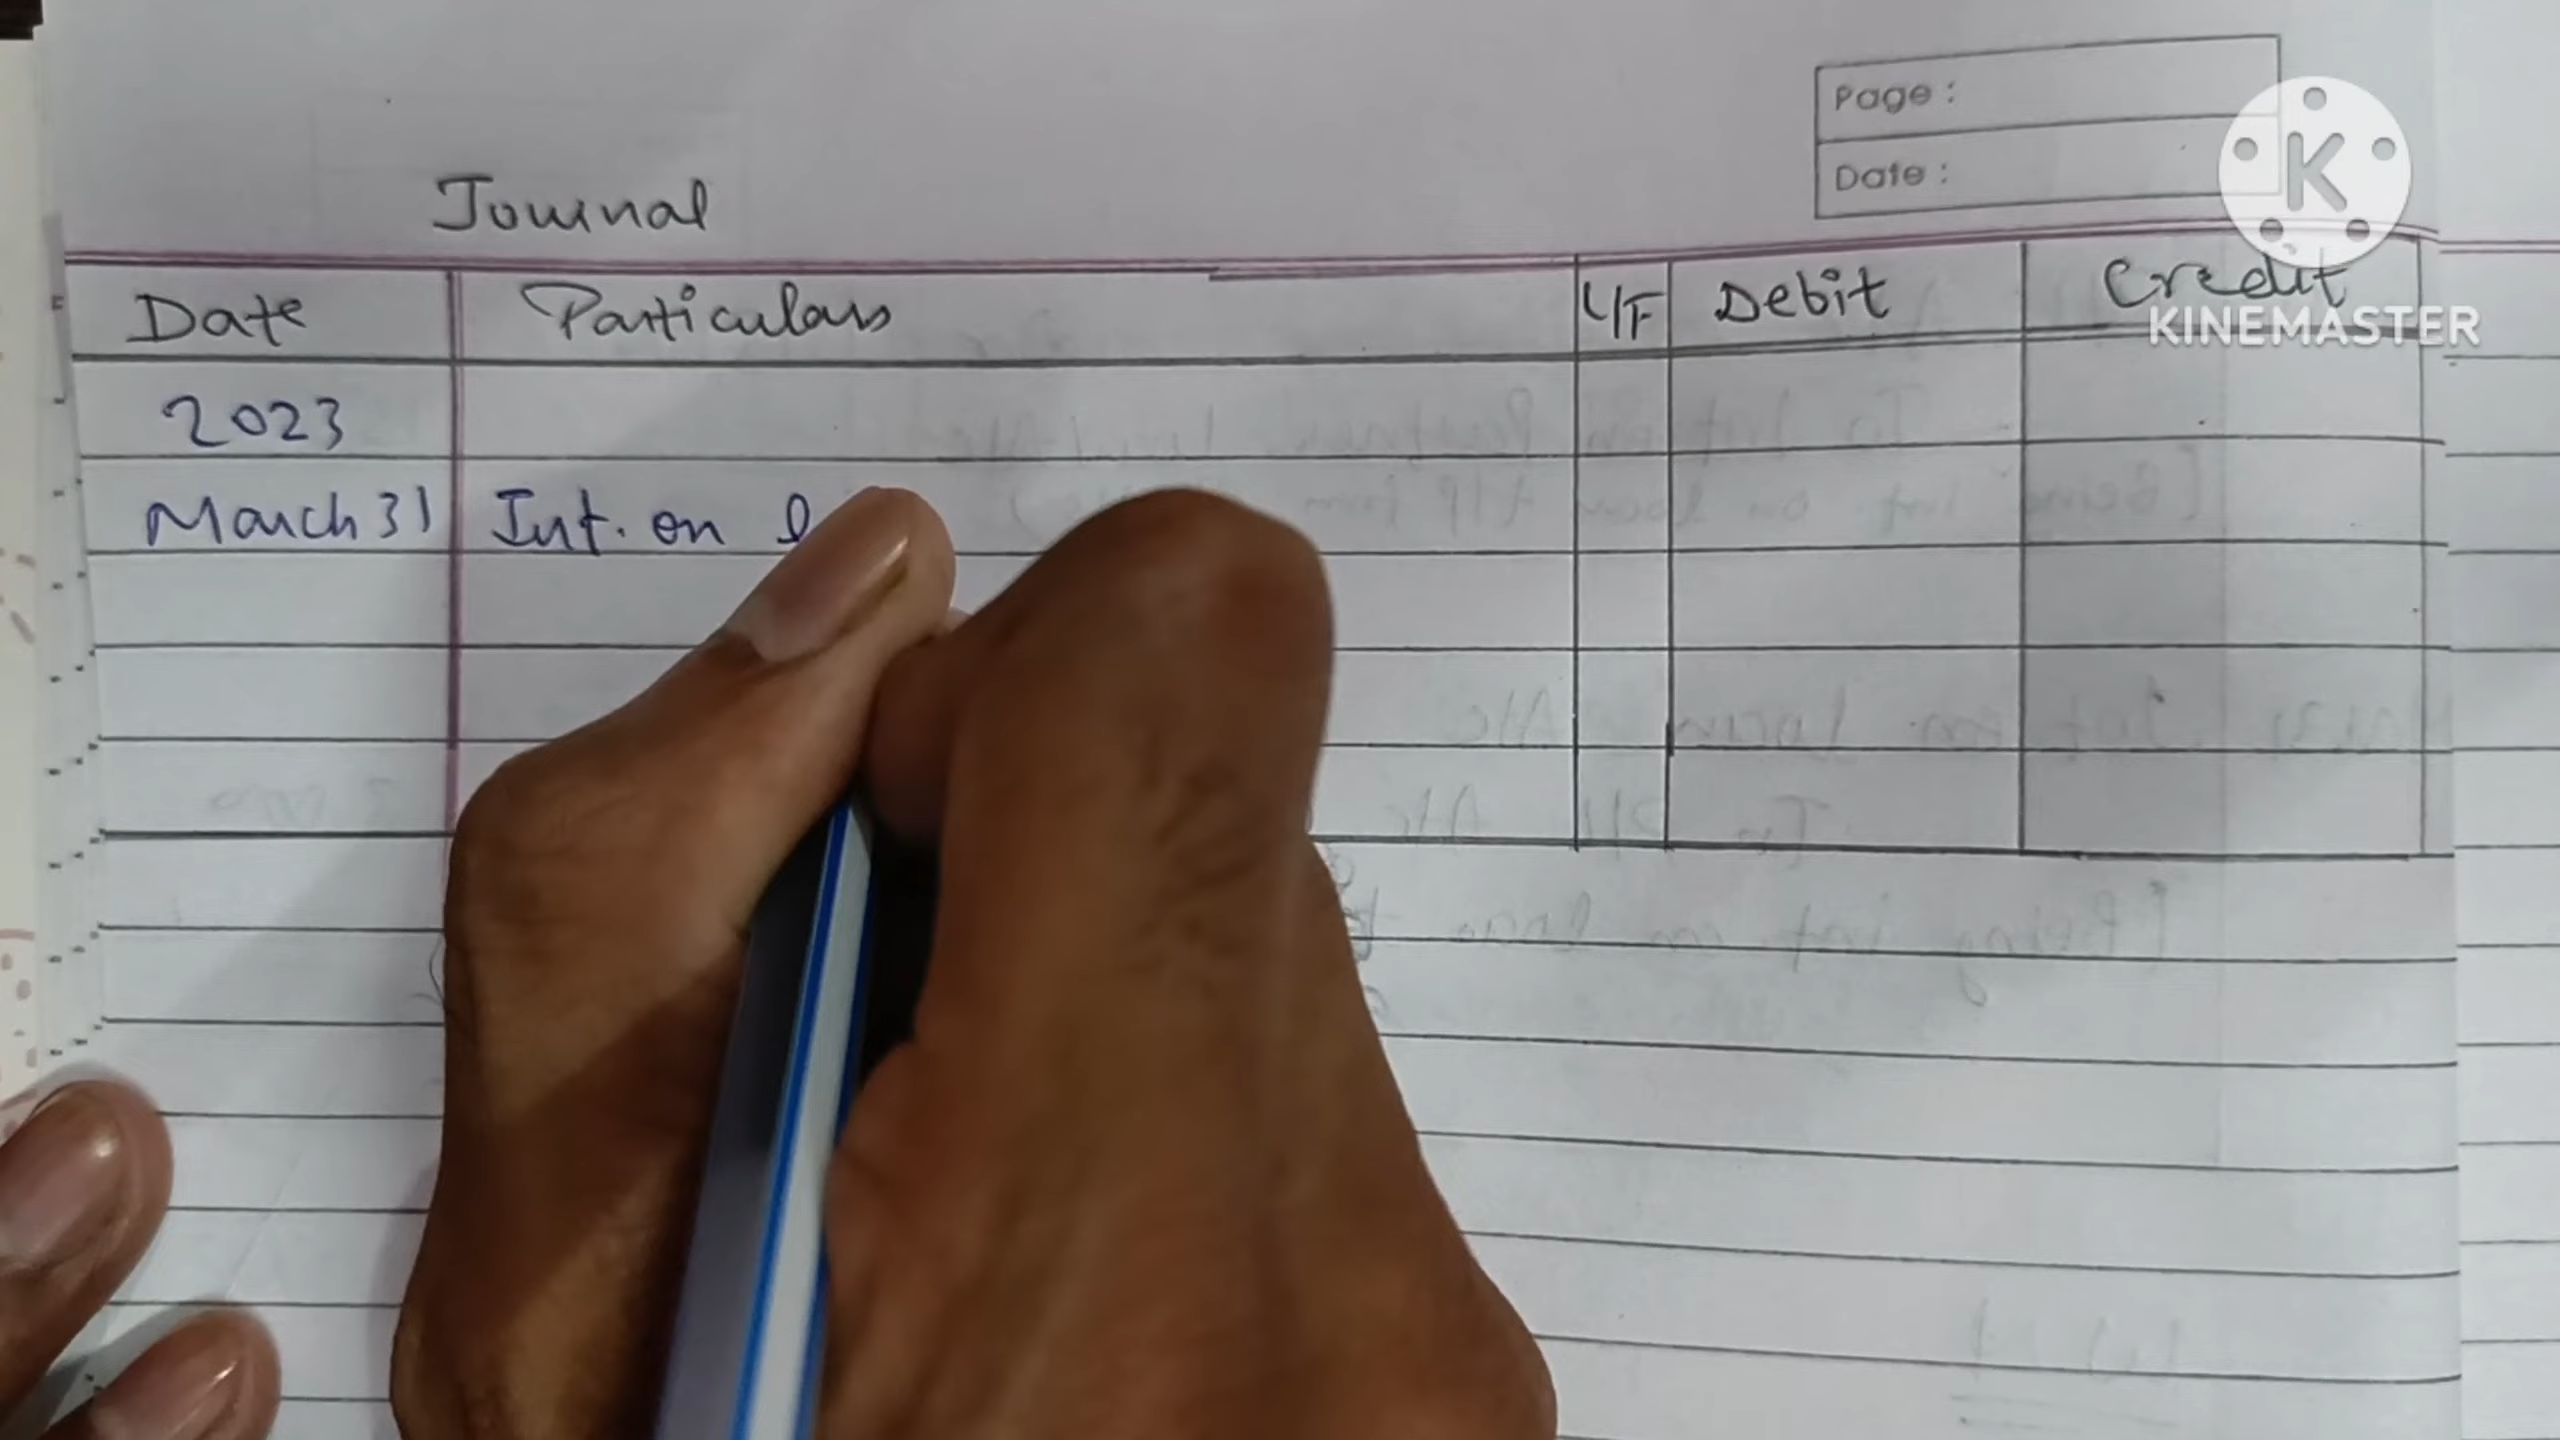 Page :
Date :
K
KINEMASTER
Journal
Date Particulars L/F Debit Credit
2023
March 31 Int. on l